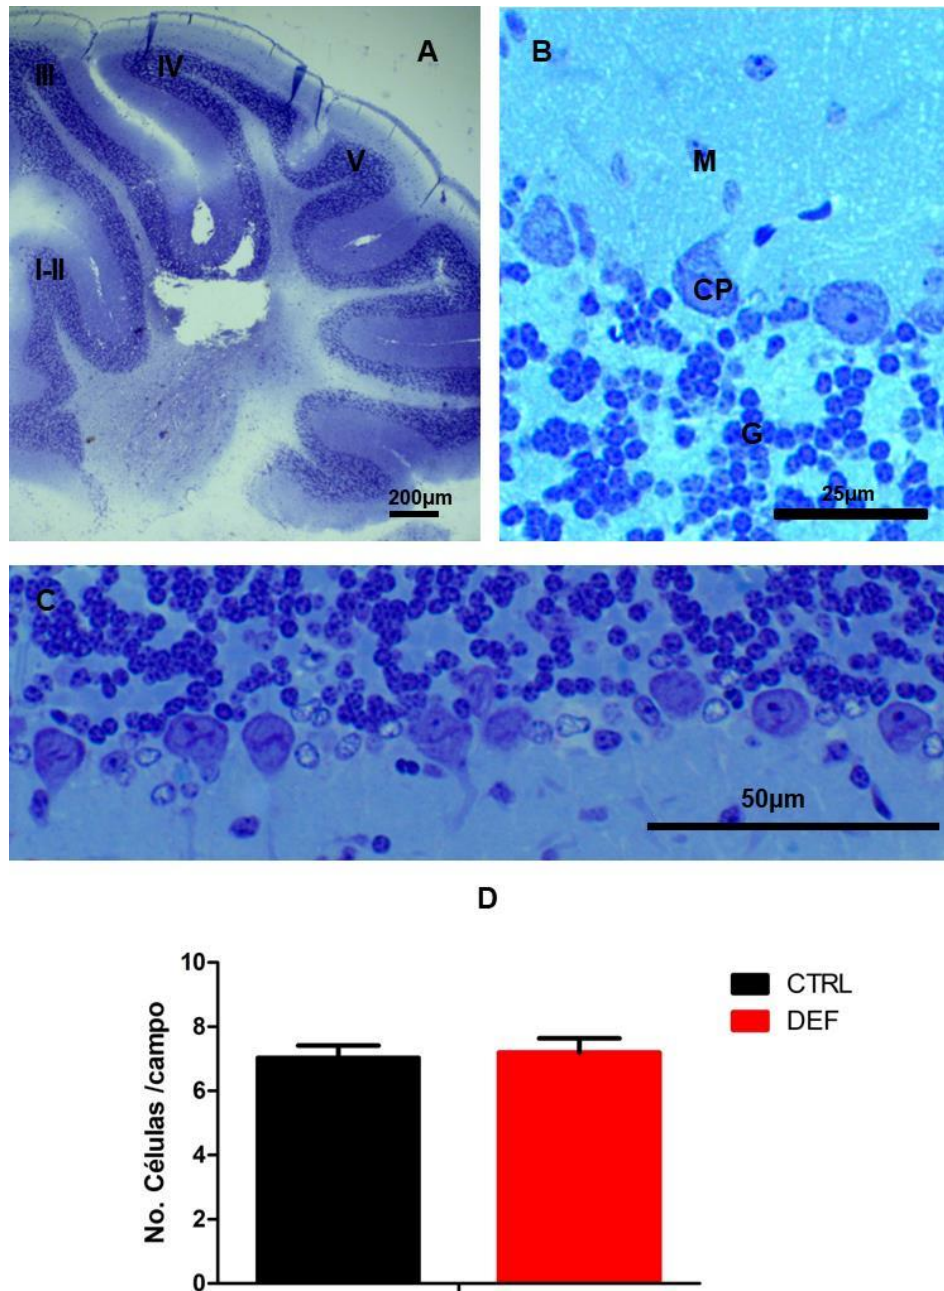 A
III
IV
V
I-II
200µm
B
M
CP
G
25µm
C
50µm
D
No. Células /campo
10
8
6
4
2
0
CTRL
DEF